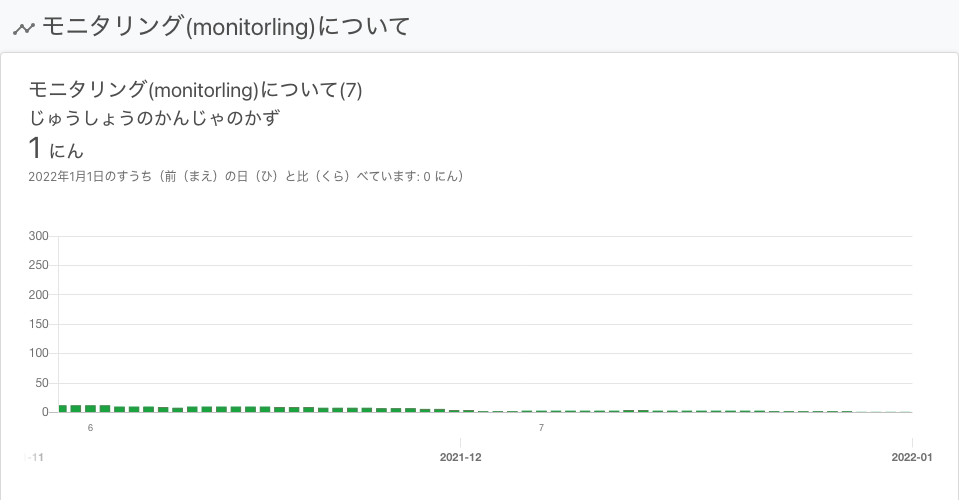 モニタリング(monitorling)について
モニタリング(monitorling)について(7)
じゅうしょうのかんじゃのかず
1 にん
2022年1月1日のすうち（前（まえ）の日（ひ）と比（くら）べています: 0 にん）
300
250
200
150
100
50
0
6 7
-11 2021-12 2022-01